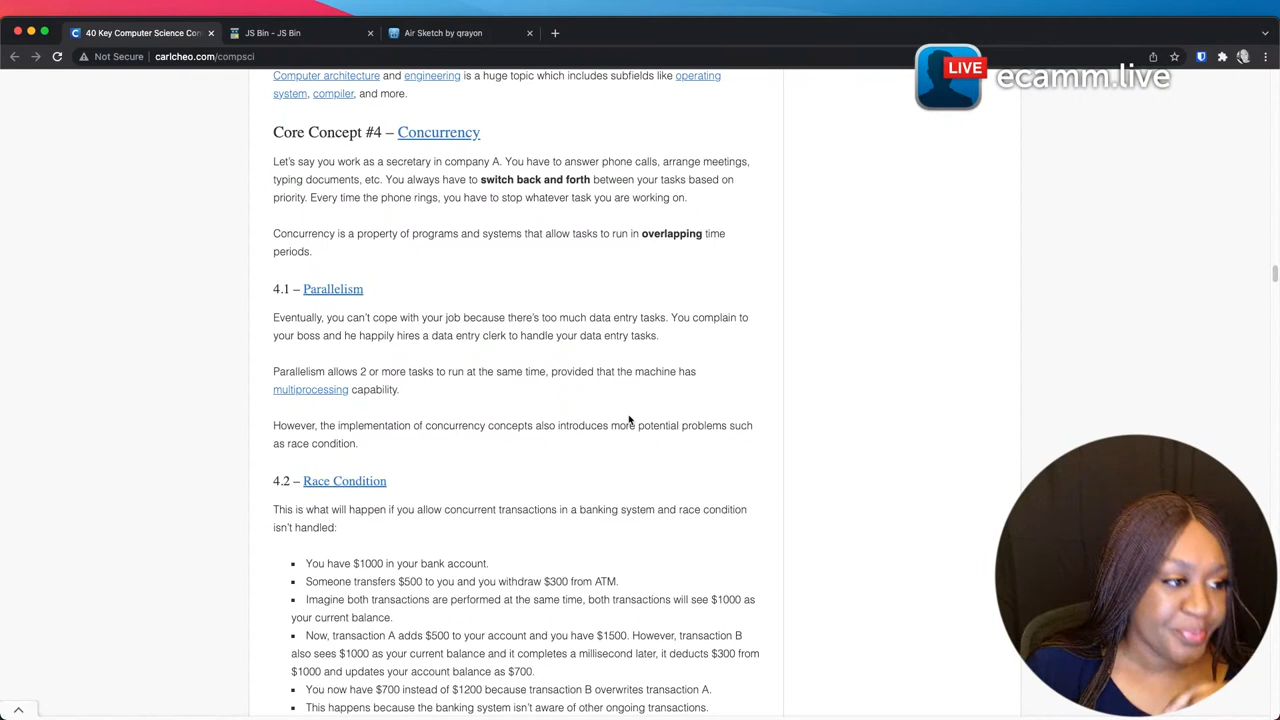 40 Key Computer Science Con
JS Bin - JS Bin
Air Sketch by qrayon
Not Secure
carlcheo.com/compsci
LIVE
ecamm.live
Computer architecture and engineering is a huge topic which includes subfields like operating
system, compiler, and more.
Core Concept #4 – Concurrency
Let's say you work as a secretary in company A. You have to answer phone calls, arrange meetings,
typing documents, etc. You always have to switch back and forth between your tasks based on
priority. Every time the phone rings, you have to stop whatever task you are working on.
Concurrency is a property of programs and systems that allow tasks to run in overlapping time
periods.
4.1 – Parallelism
Eventually, you can't cope with your job because there's too much data entry tasks. You complain to
your boss and he happily hires a data entry clerk to handle your data entry tasks.
Parallelism allows 2 or more tasks to run at the same time, provided that the machine has
multiprocessing capability.
However, the implementation of concurrency concepts also introduces more potential problems such
as race condition.
4.2 – Race Condition
This is what will happen if you allow concurrent transactions in a banking system and race condition
isn't handled:
▪ You have $1000 in your bank account.
▪ Someone transfers $500 to you and you withdraw $300 from ATM.
▪ Imagine both transactions are performed at the same time, both transactions will see $1000 as
your current balance.
▪ Now, transaction A adds $500 to your account and you have $1500. However, transaction B
also sees $1000 as your current balance and it completes a millisecond later, it deducts $300 from
$1000 and updates your account balance as $700.
▪ You now have $700 instead of $1200 because transaction B overwrites transaction A.
▪ This happens because the banking system isn't aware of other ongoing transactions.